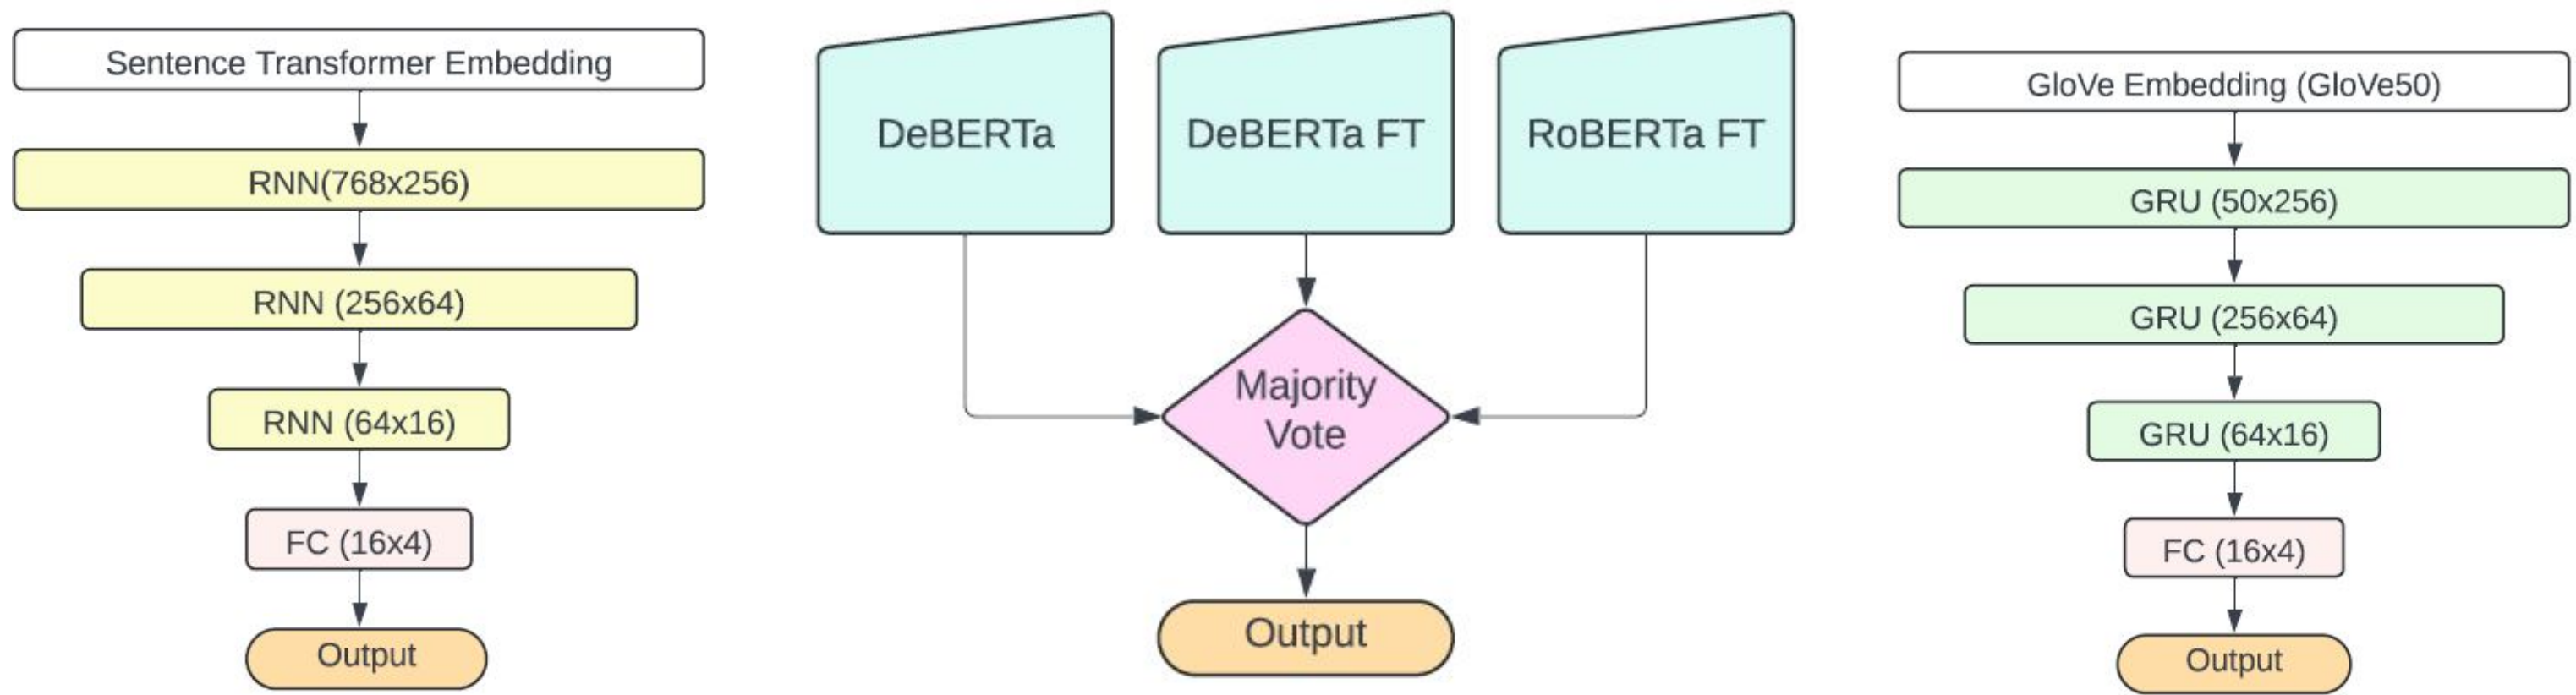 Sentence Transformer Embedding
RNN(768x256)
RNN (256x64)
RNN (64x16)
FC (16x4)
Output
DeBERTa
DeBERTa FT
RoBERTa FT
Majority
Vote
Output
GloVe Embedding (GloVe50)
GRU (50x256)
GRU (256x64)
GRU (64x16)
FC (16x4)
Output